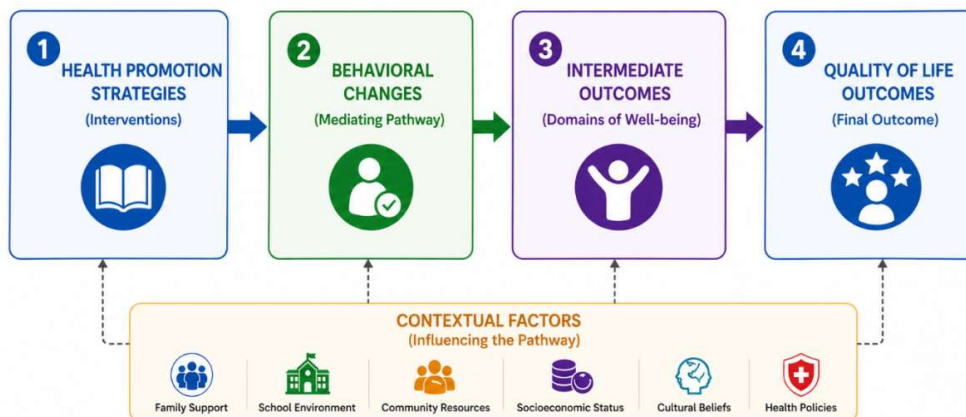 1
HEALTH PROMOTION
STRATEGIES
(Interventions)
2
BEHAVIORAL
CHANGES
(Mediating Pathway)
3
INTERMEDIATE
OUTCOMES
(Domains of Well-being)
4
QUALITY OF LIFE
OUTCOMES
(Final Outcome)
CONTEXTUAL FACTORS
(Influencing the Pathway)
Family Support
School Environment
Community Resources
Socioeconomic Status
Cultural Beliefs
Health Policies